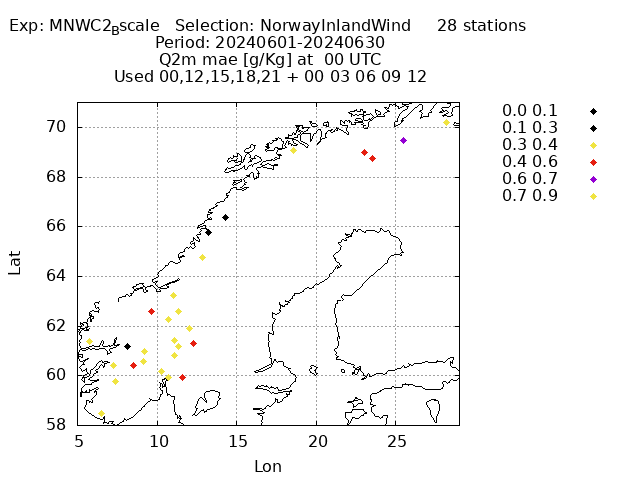 Exp: MNWC2Bscale   Selection: NorwayInlandWind     28 stations
Period: 20240601-20240630
Q2m mae [g/Kg] at  00 UTC
Used 00,12,15,18,21 + 00 03 06 09 12
0.0 0.1
0.1 0.3
0.3 0.4
0.4 0.6
0.6 0.7
0.7 0.9
70
68
66
64
62
60
58
Lat
5 10 15 20 25
Lon